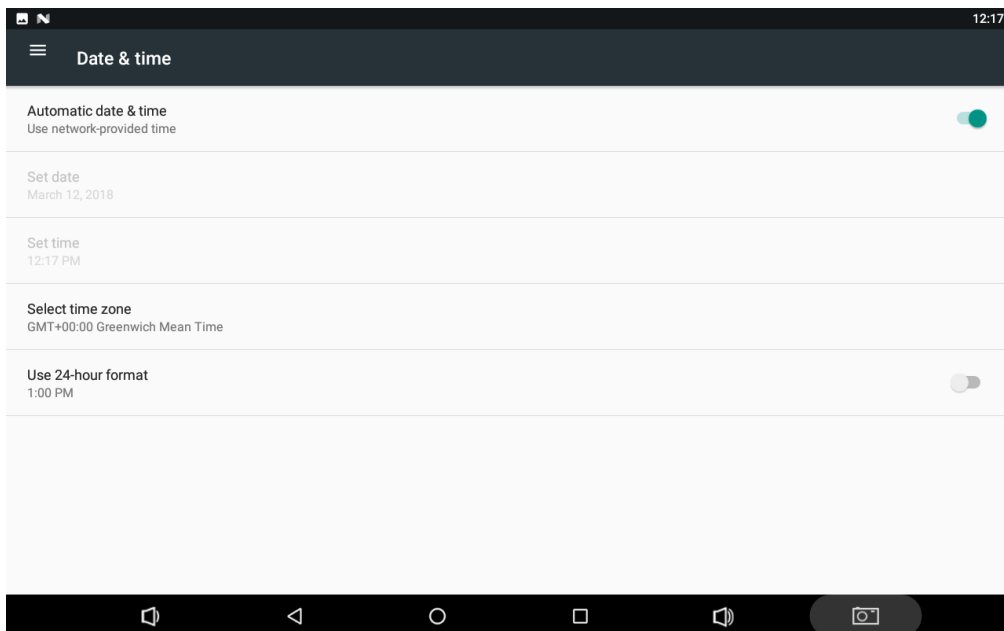 12:17
Date & time
Automatic date & time
Use network-provided time
Set date
March 12, 2018
Set time
12:17 PM
Select time zone
GMT+00:00 Greenwich Mean Time
Use 24-hour format
1:00 PM